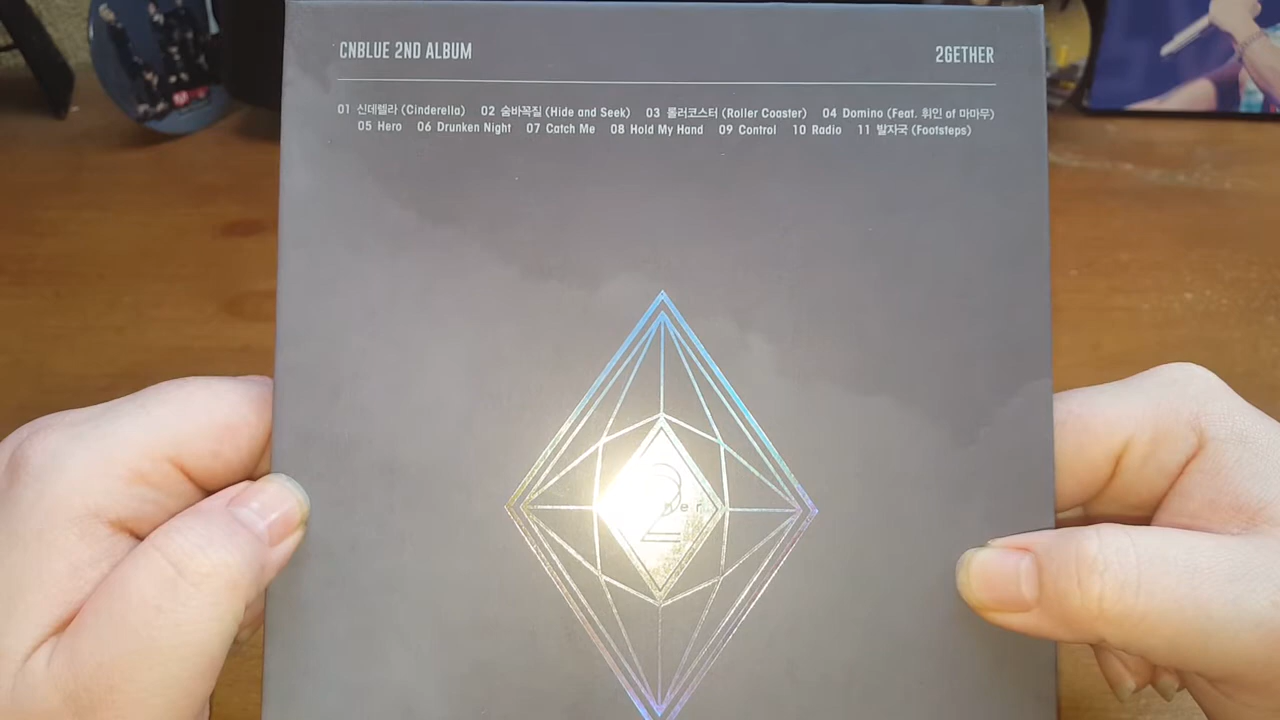 CNBLUE 2ND ALBUM 2GETHER
01 신데렐라 (Cinderella) 02 숨바꼭질 (Hide and Seek) 03 롤러코스터 (Roller Coaster) 04 Domino (Feat. 휘인 of 마마무)
05 Hero 06 Drunken Night 07 Catch Me 08 Hold My Hand 09 Control 10 Radio 11 발자국 (Footsteps)
2